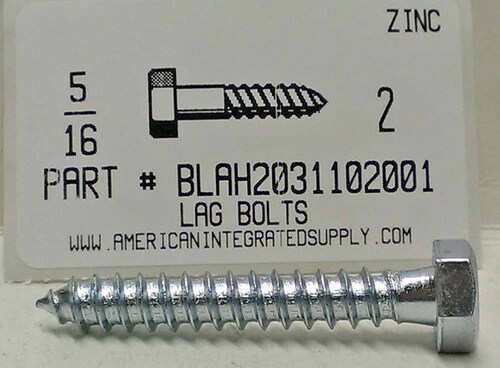 ZINC
5/16
2
PART # BLAH2031102001
LAG BOLTS
WWW.AMERICANINTEGRATEDSUPPLY.COM